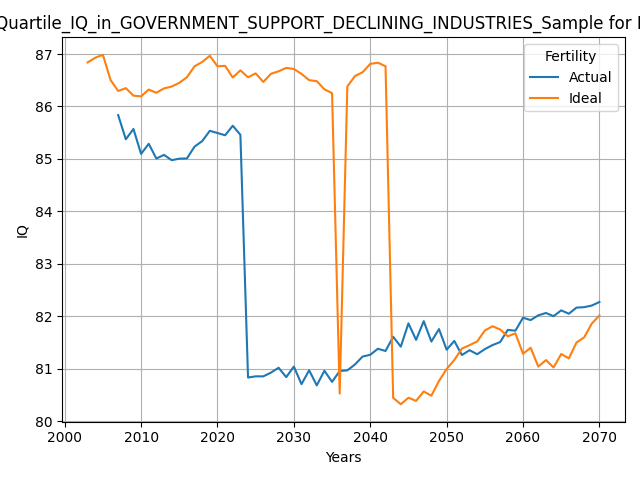 Quartile_IQ_in_GOVERNMENT_SUPPORT_DECLINING_INDUSTRIES_Sample for
Fertility
Actual
Ideal
IQ
87
86
85
84
83
82
81
80
2000 2010 2020 2030 2040 2050 2060 2070
Years